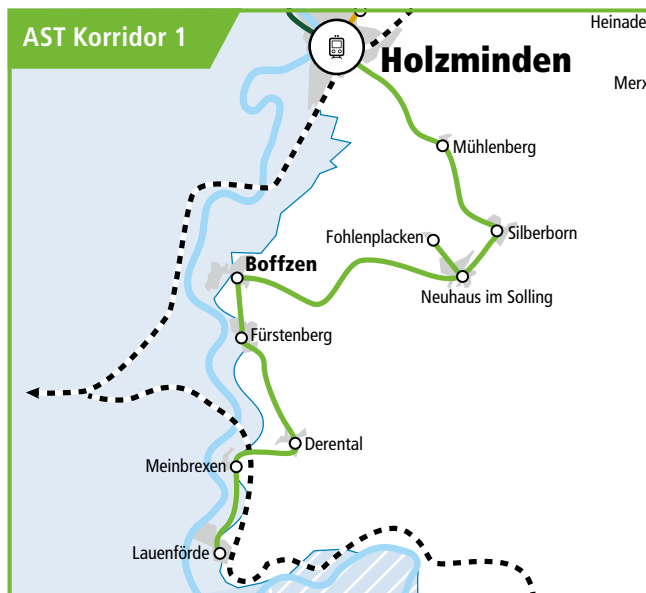 AST Korridor 1
Heinade
Holzminden
Merx
Mühlenberg
Fohlenplacken
Silberborn
Boffzen
Neuhaus im Solling
Fürstenberg
Derental
Meinbrexen
Lauenförde